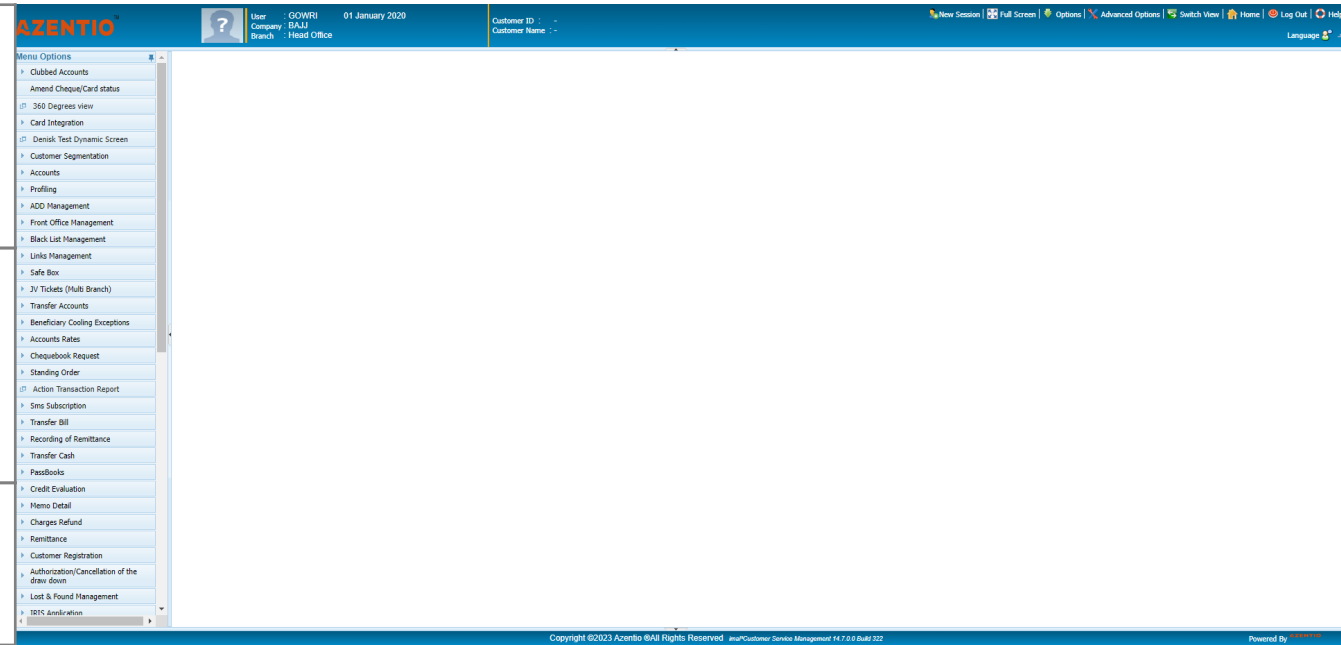 AZENTIO
User : GOWRI 01 January 2020
Company : BAJJ
Branch : Head Office
Customer ID : -
Customer Name : -
New Session | Full Screen | Options | Advanced Options | Switch View | Home | Log Out | Help
Language
Menu Options
Clubbed Accounts
Amend Cheque/Card status
360 Degrees view
Card Integration
Denisk Test Dynamic Screen
Customer Segmentation
Accounts
Profiling
ADD Management
Front Office Management
Black List Management
Links Management
Safe Box
JV Tickets (Multi Branch)
Transfer Accounts
Beneficiary Cooling Exceptions
Accounts Rates
Chequebook Request
Standing Order
Action Transaction Report
Sms Subscription
Transfer Bill
Recording of Remittance
Transfer Cash
PassBooks
Credit Evaluation
Memo Detail
Charges Refund
Remittance
Customer Registration
Authorization/Cancellation of the
draw down
Lost & Found Management
IRIS Application
Copyright ©2023 Azentio ®All Rights Reserved imal®Customer Service Management 14.7.0.0 Build 322
Powered By AZENTIO